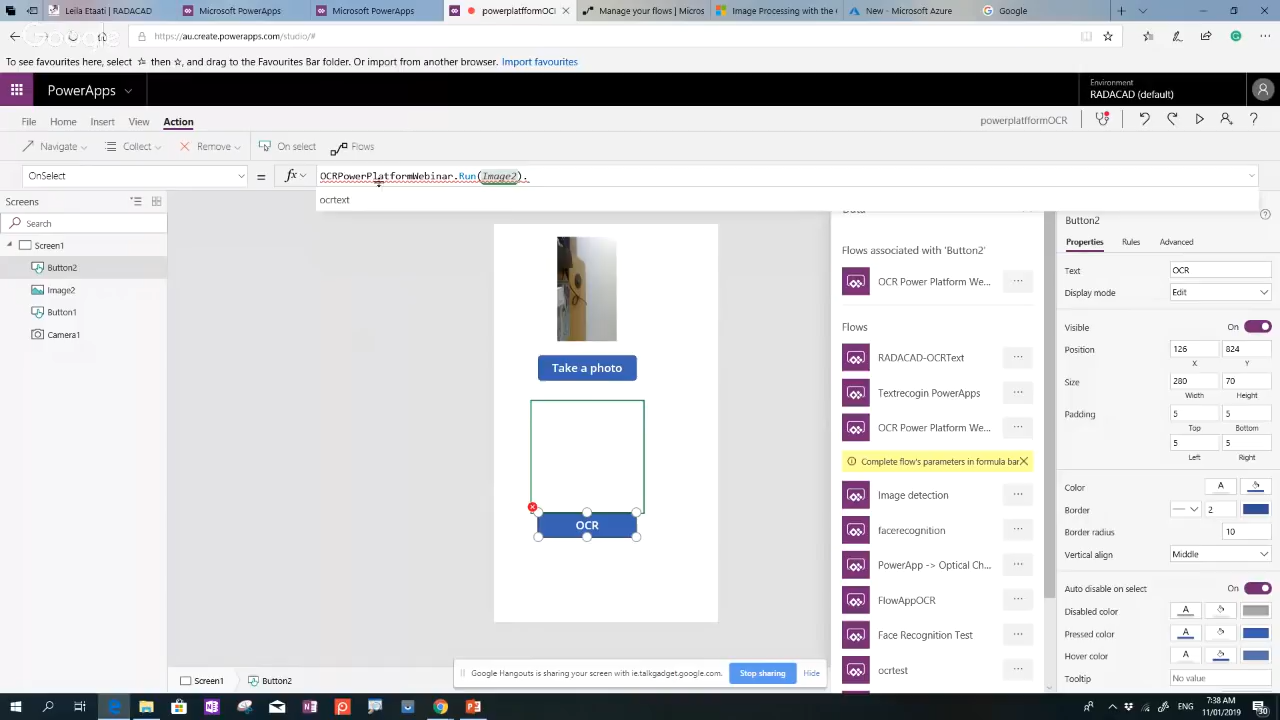 Leila Etaati | RADACAD
Microsoft PowerApps
Microsoft PowerApps
powerplatfformOCI
Manage your flows | Micros
Image Processing with the (
New - Microsoft Azure
Google
https://au.create.powerapps.com/studio/#
To see favourites here, select ☆ then ☆, and drag to the Favourites Bar folder. Or import from another browser. Import favourites
PowerApps
Environment
RADACAD (default)
File Home Insert View Action
powerplatfformOCR
Navigate Collect Remove On select Flows
OnSelect = fx OCRPowerPlatformWebinar.Run(Image2).
ocrtext
Screens
Search
Screen1
Button2
Image2
Button1
Camera1
Take a photo
OCR
Data
Flows associated with 'Button2'
OCR Power Platform We...
Flows
RADACAD-OCRText
Textrecogin PowerApps
OCR Power Platform We...
Complete flow's parameters in formula bar
Image detection
facerecognition
PowerApp -> Optical Ch...
FlowAppOCR
Face Recognition Test
ocrtest
Button2
Properties Rules Advanced
Text OCR
Display mode Edit
Visible On
Position 126 824
X Y
Size 280 70
Width Height
Padding 5 5
Top Bottom
5 5
Left Right
Color A
Border 2
Border radius 10
Vertical align Middle
Auto disable on select On
Disabled color A
Pressed color A
Hover color A
Tooltip No value
Google Hangouts is sharing your screen with ie.talkgadget.google.com. Stop sharing Hide
Screen1 Button2
ENG
7:38 AM
11/01/2019
30